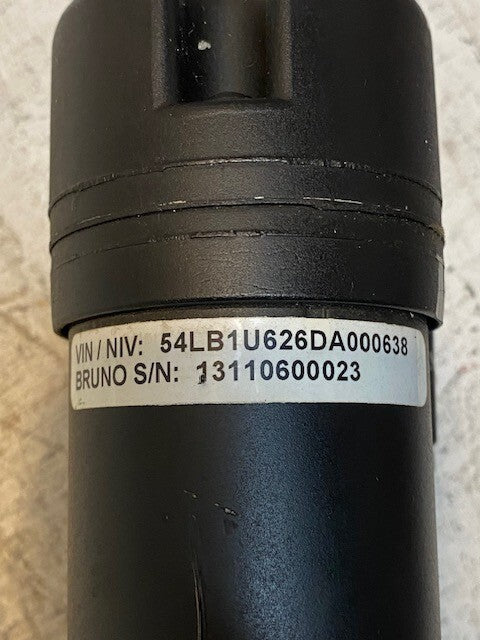 VIN / NIV: 54LB1U626DA000638
BRUNO S/N: 13110600023